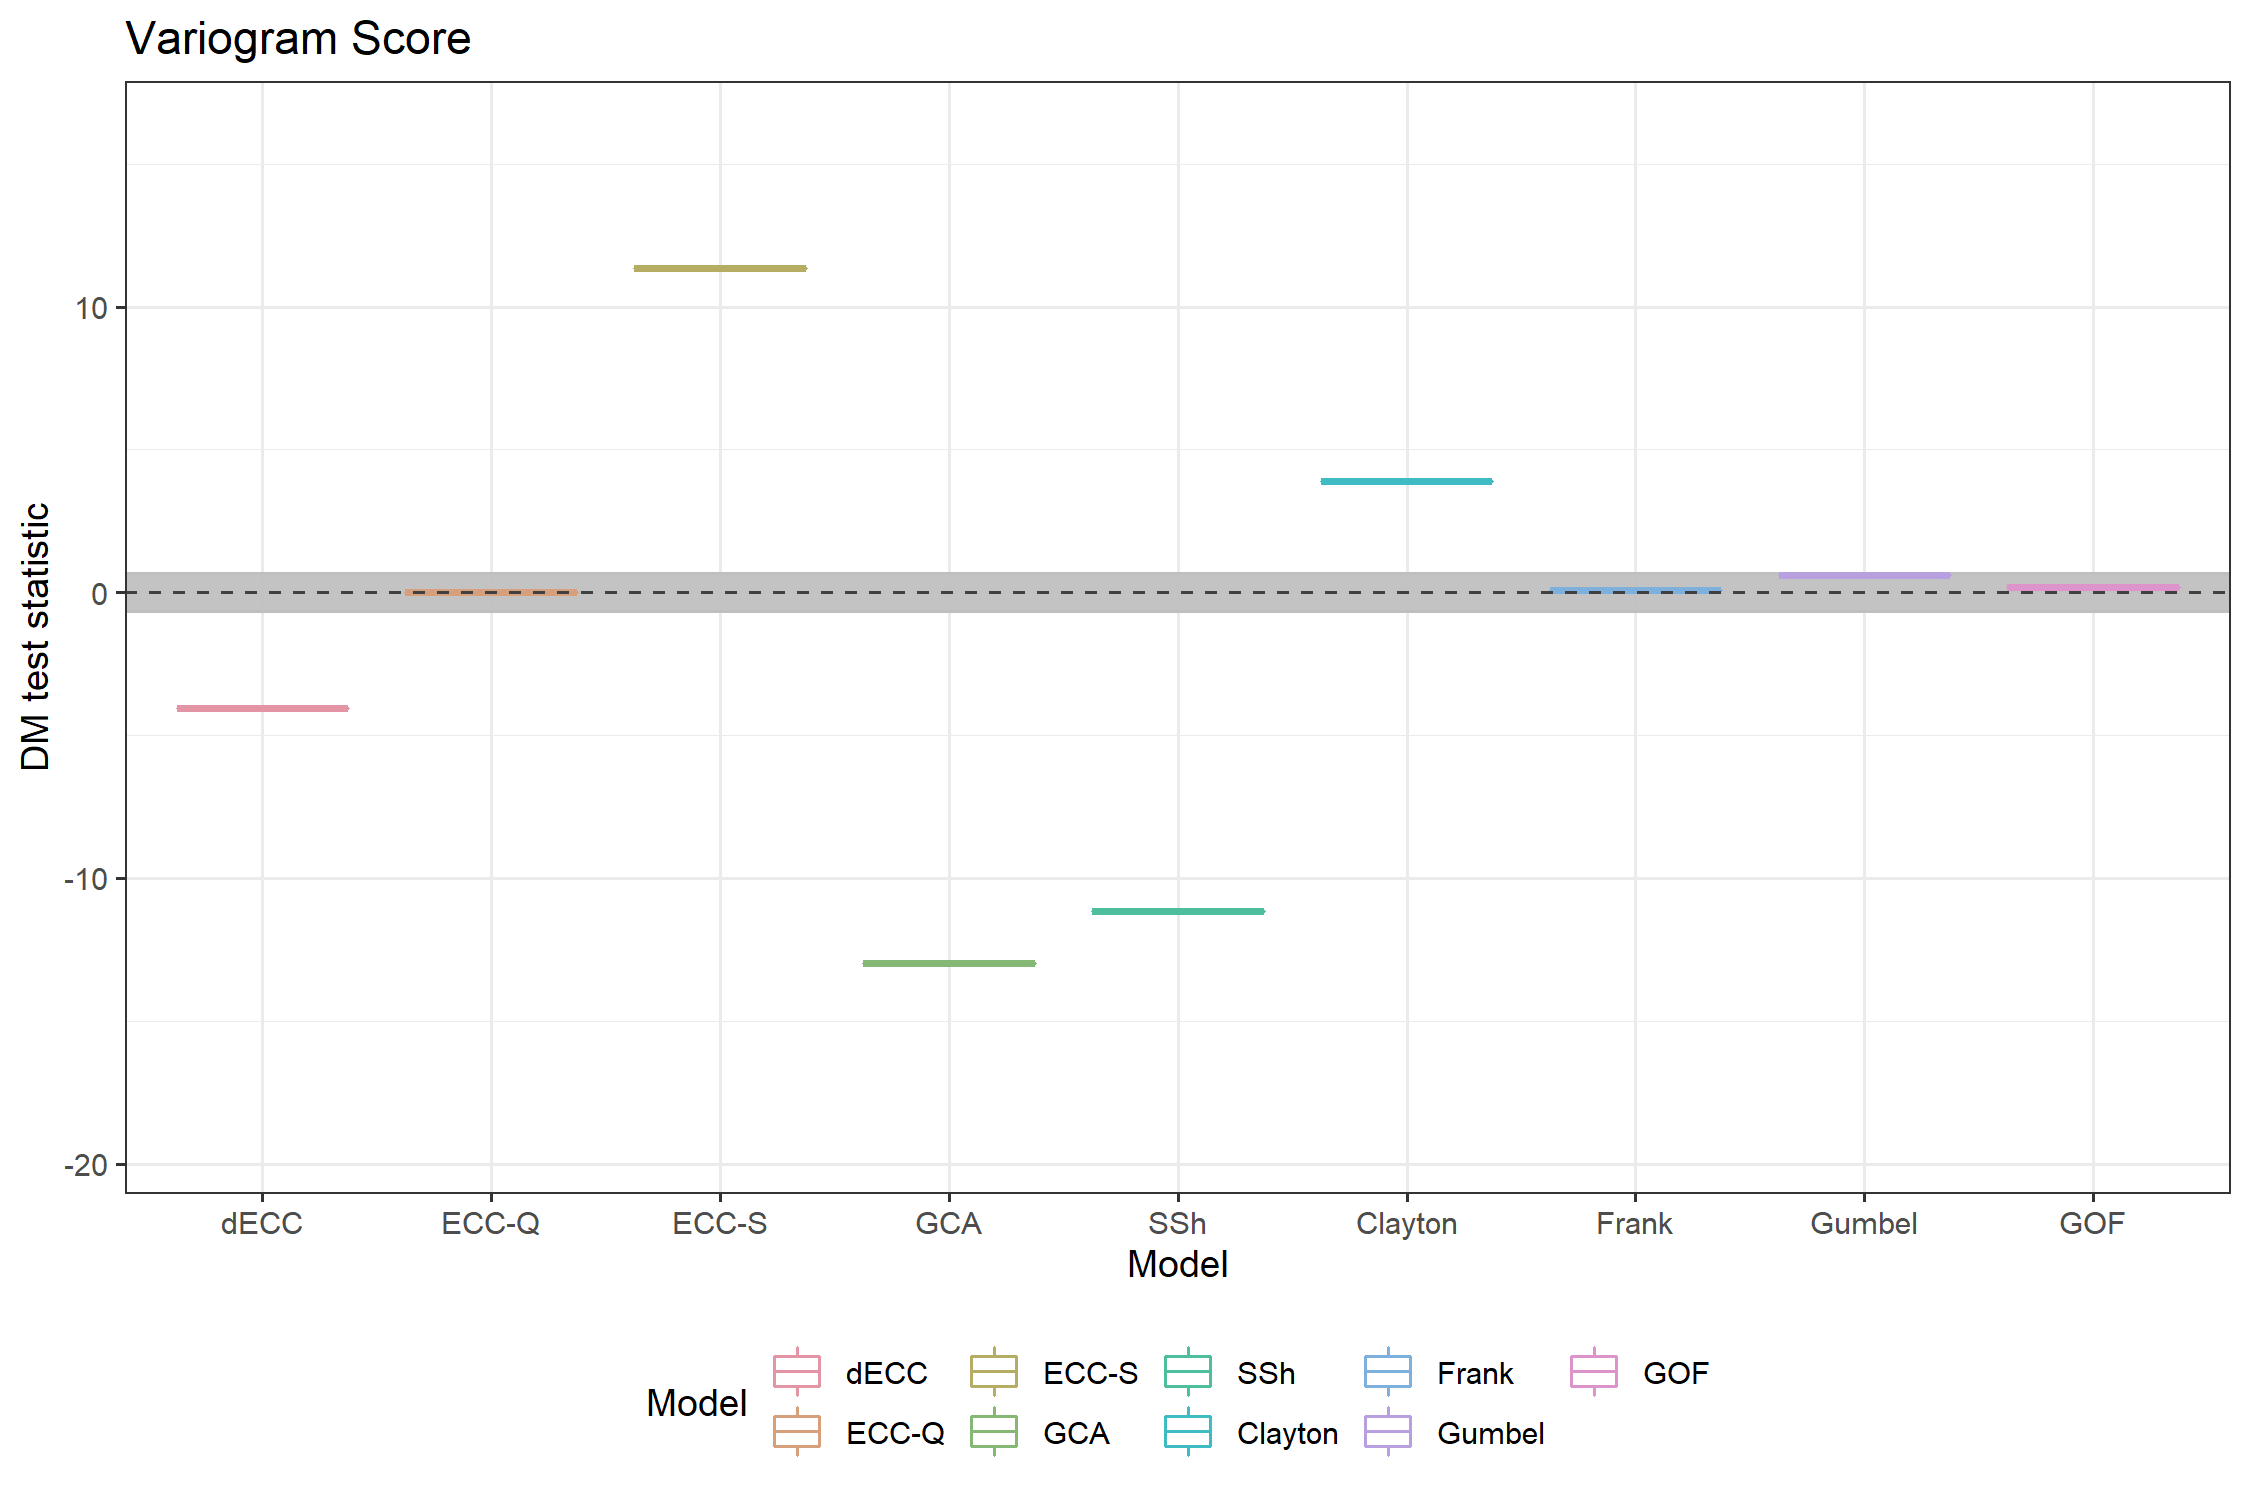 Variogram Score
DM test statistic
10
0
-10
-20
dECC ECC-Q ECC-S GCA SSh Clayton Frank Gumbel GOF
Model
Model
dECC ECC-S SSh Frank GOF
ECC-Q GCA Clayton Gumbel